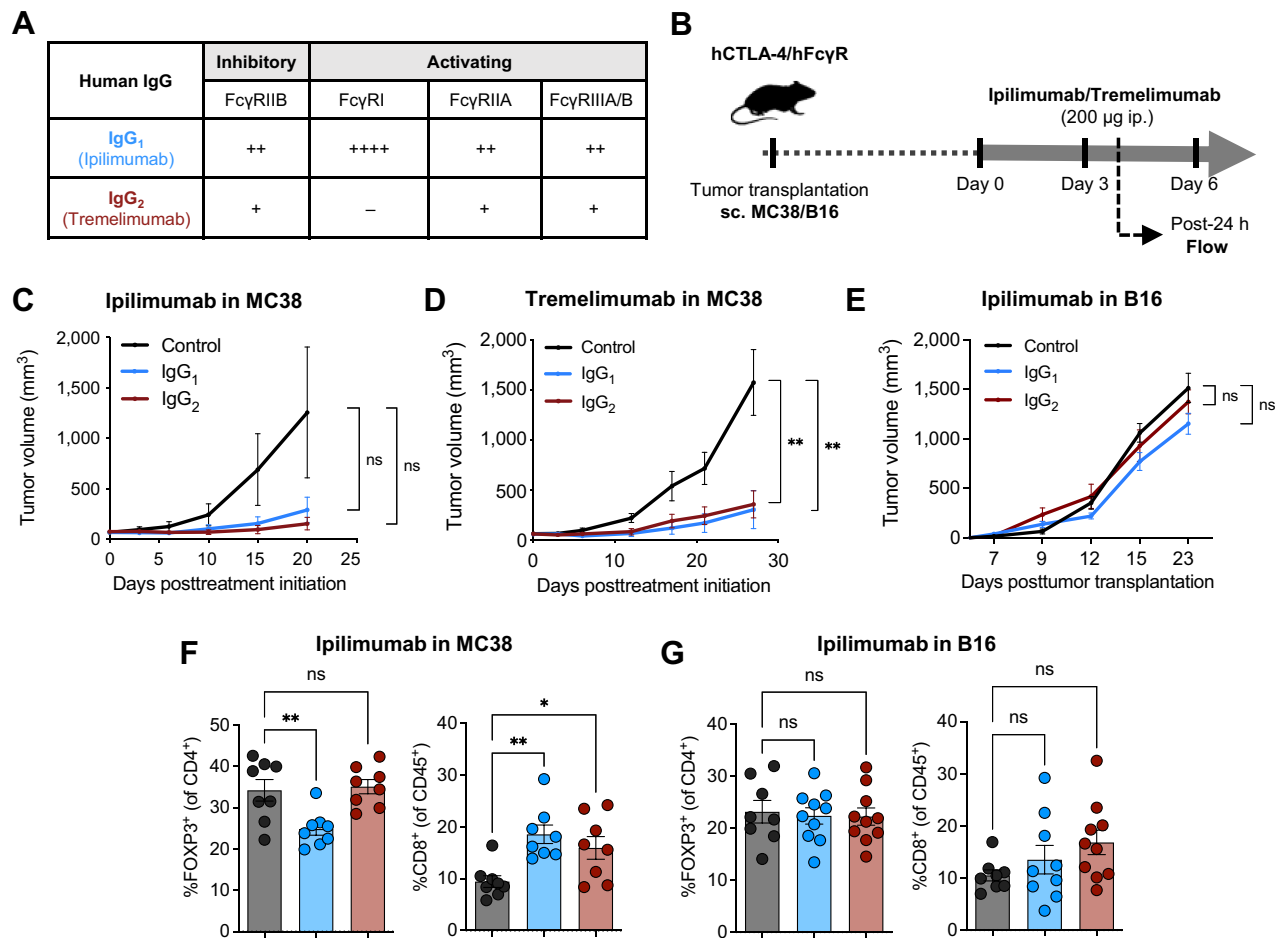 A
Human IgG
Inhibitory
Activating
FcγRIIB
FcγRI
FcγRIIA
FcγRIIIA/B
IgG1
(Ipilimumab)
++
++++
++
++
IgG2
(Tremelimumab)
+
–
+
+
B
hCTLA-4/hFcγR
Ipilimumab/Tremelimumab
(200 µg ip.)
Tumor transplantation
sc. MC38/B16
Day 0
Day 3
Day 6
Post-24 h
Flow
C
Ipilimumab in MC38
Tumor volume (mm3)
2,000
1,500
1,000
500
0
Control
IgG1
IgG2
ns
ns
0 5 10 15 20 25
Days posttreatment initiation
D
Tremelimumab in MC38
Tumor volume (mm3)
2,000
1,500
1,000
500
0
Control
IgG1
IgG2
**
**
0 10 20 30
Days posttreatment initiation
E
Ipilimumab in B16
Tumor volume (mm3)
2,000
1,500
1,000
500
0
Control
IgG1
IgG2
ns
ns
7 9 12 15 23
Days posttumor transplantation
F
Ipilimumab in MC38
%FOXP3+ (of CD4+)
50
40
30
20
10
0
ns
**
%CD8+ (of CD45+)
40
30
20
10
0
*
**
G
Ipilimumab in B16
%FOXP3+ (of CD4+)
40
30
20
10
0
ns
ns
%CD8+ (of CD45+)
40
30
20
10
0
ns
ns